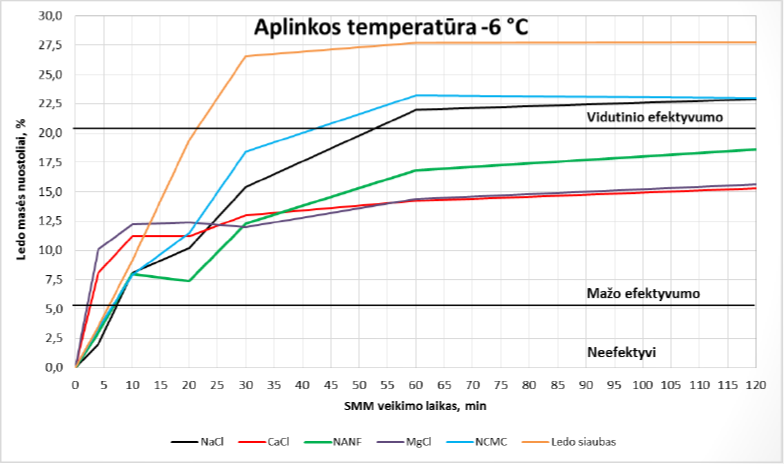 Aplinkos temperatūra -6 °C
Ledo masės nuostoliai, %
30,0
27,5
25,0
22,5
20,0
17,5
15,0
12,5
10,0
7,5
5,0
2,5
0,0
Vidutinio efektyvumo
Mažo efektyvumo
Neefektyvi
0 5 10 15 20 25 30 35 40 45 50 55 60 65 70 75 80 85 90 95 100 105 110 115 120
SMM veikimo laikas, min
NaCl CaCl NANF MgCl NCMC Ledo siaubas